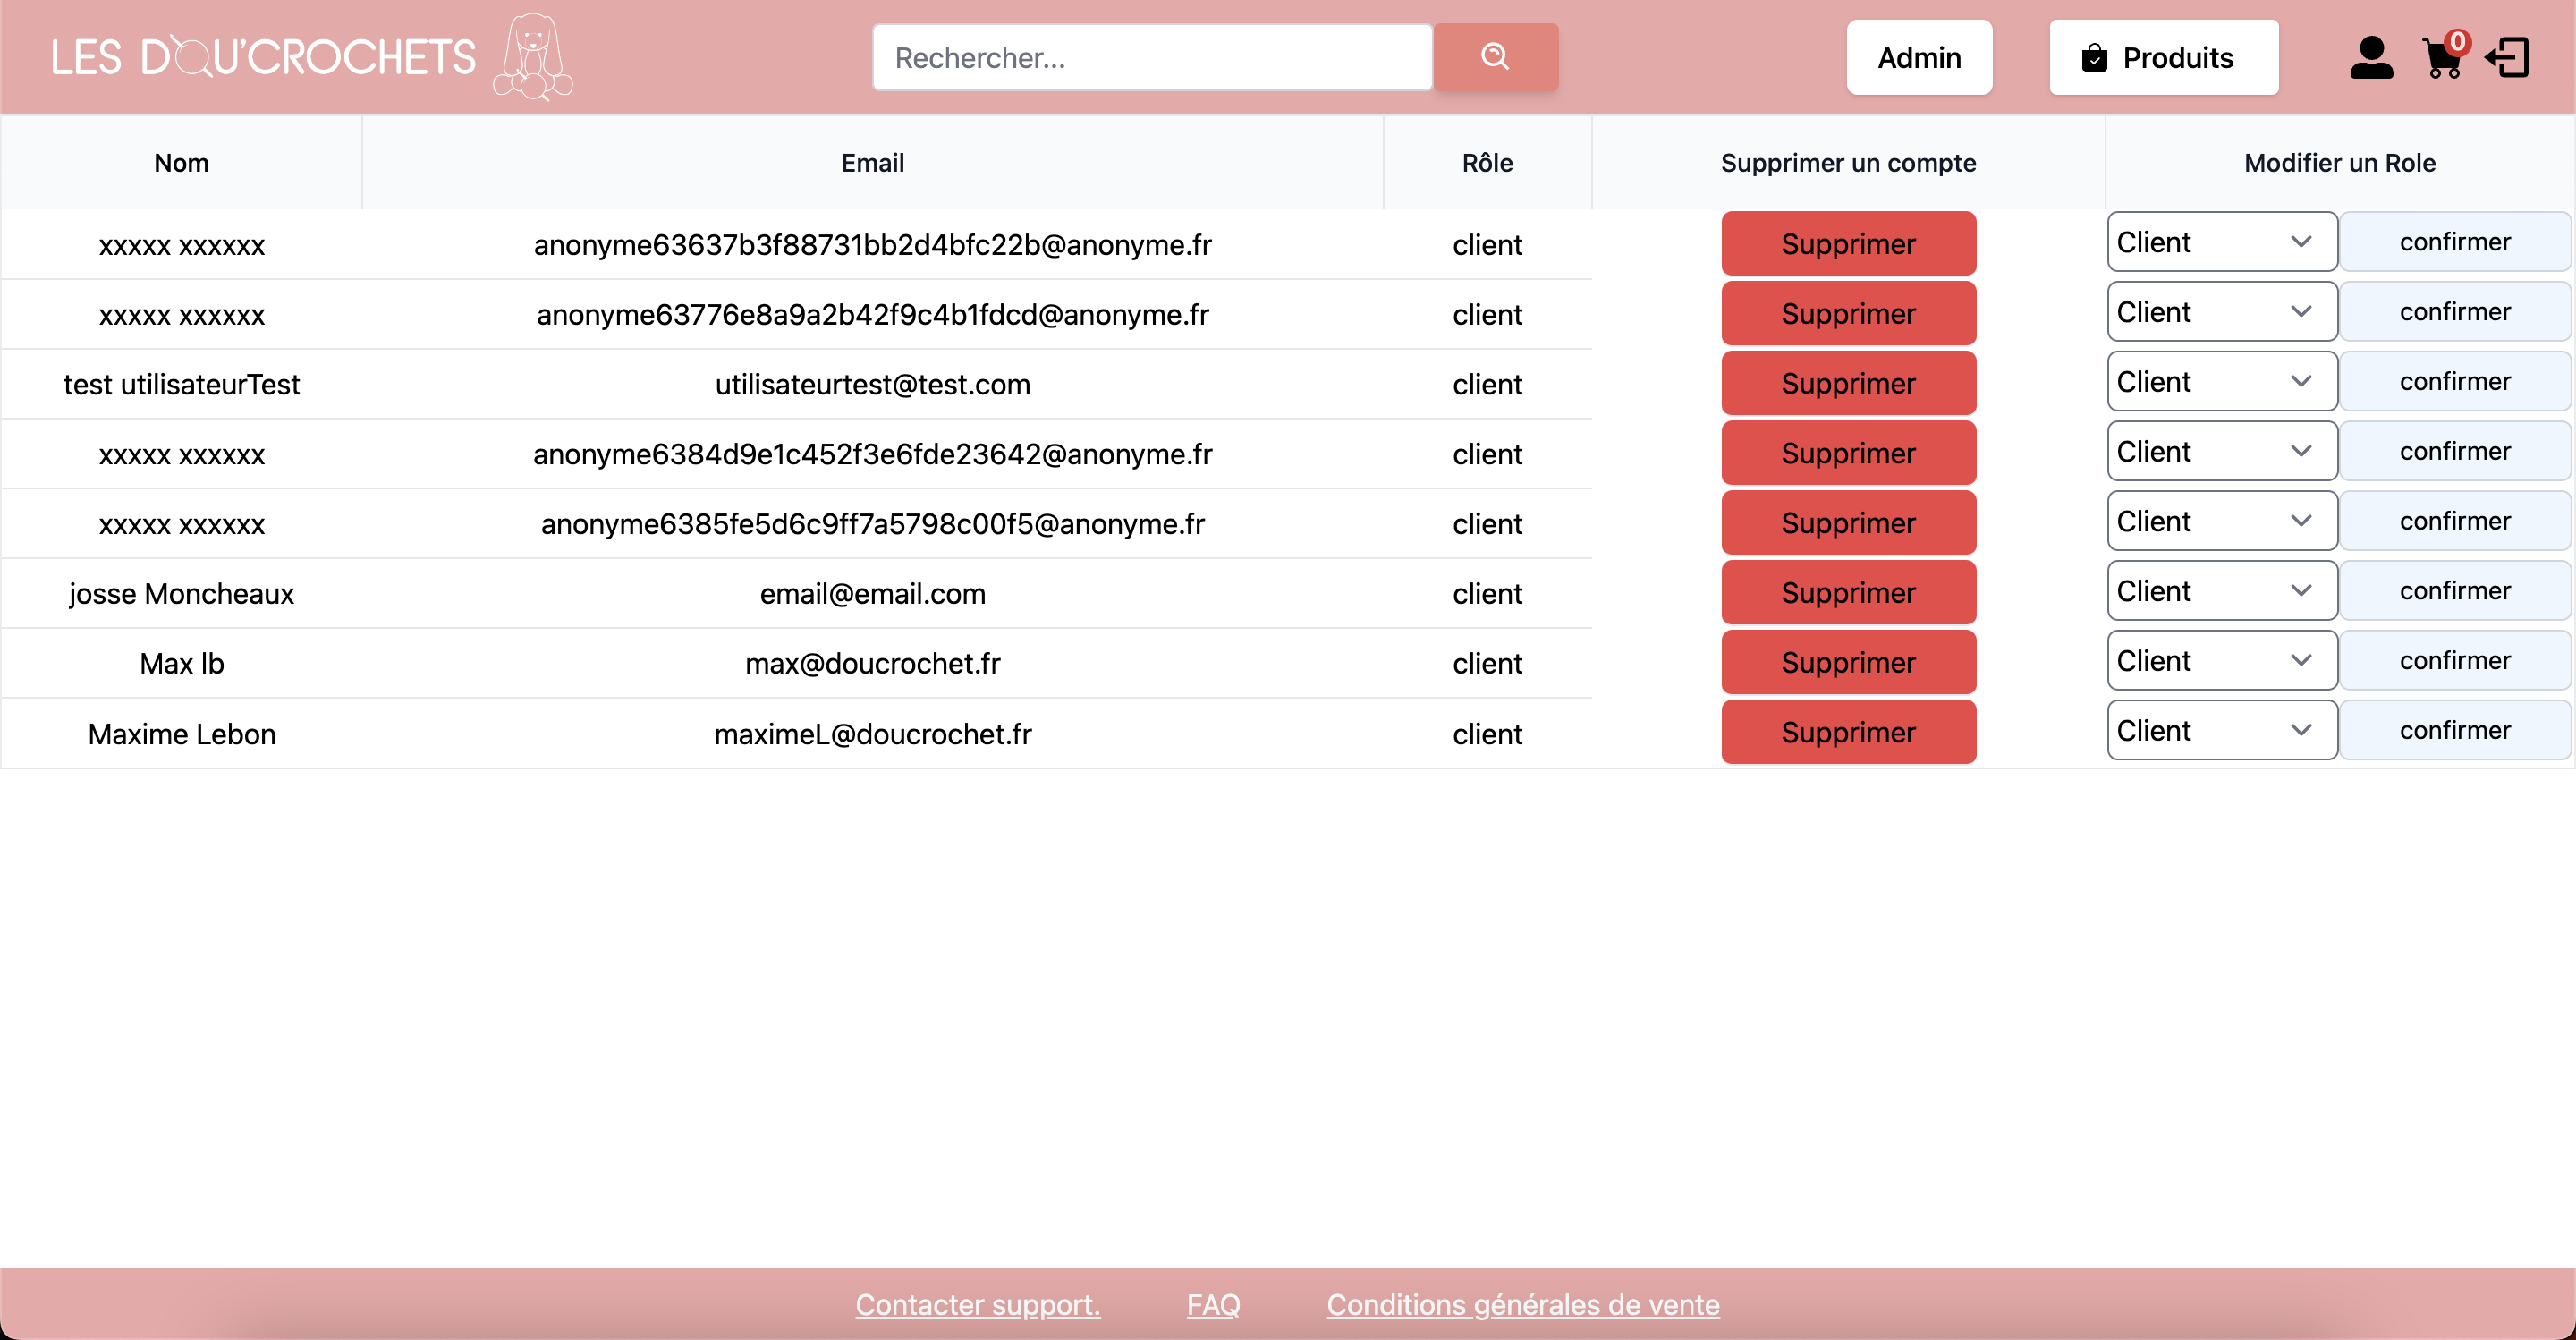 LES DOU'CROCHETS
Rechercher...
Admin
Produits
0
Nom Email Rôle Supprimer un compte Modifier un Role
xxxxx xxxxxx anonyme63637b3f88731bb2d4bfc22b@anonyme.fr client Supprimer Client confirmer
xxxxx xxxxxx anonyme63776e8a9a2b42f9c4b1fdcd@anonyme.fr client Supprimer Client confirmer
test utilisateurTest utilisateurtest@test.com client Supprimer Client confirmer
xxxxx xxxxxx anonyme6384d9e1c452f3e6fde23642@anonyme.fr client Supprimer Client confirmer
xxxxx xxxxxx anonyme6385fe5d6c9ff7a5798c00f5@anonyme.fr client Supprimer Client confirmer
josse Moncheaux email@email.com client Supprimer Client confirmer
Max lb max@doucrochet.fr client Supprimer Client confirmer
Maxime Lebon maximeL@doucrochet.fr client Supprimer Client confirmer
Contacter support. FAQ Conditions générales de vente